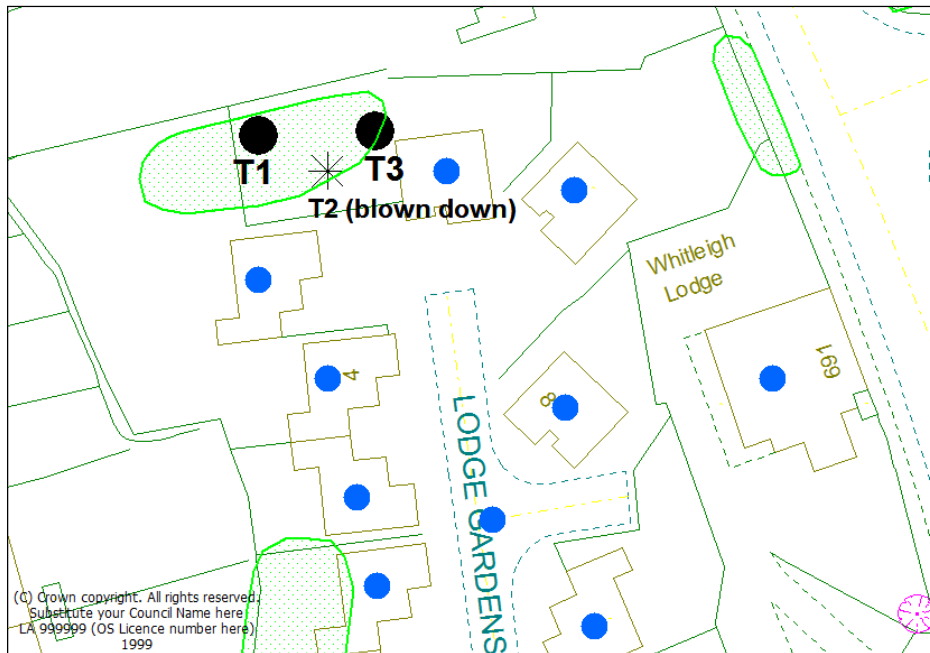 T1
T3
T2 (blown down)
Whitleigh
Lodge
4
8
691
LODGE GARDENS
(C) Crown copyright. All rights reserved.
Substitute your Council Name here
LA 999999 (OS Licence number here)
1999